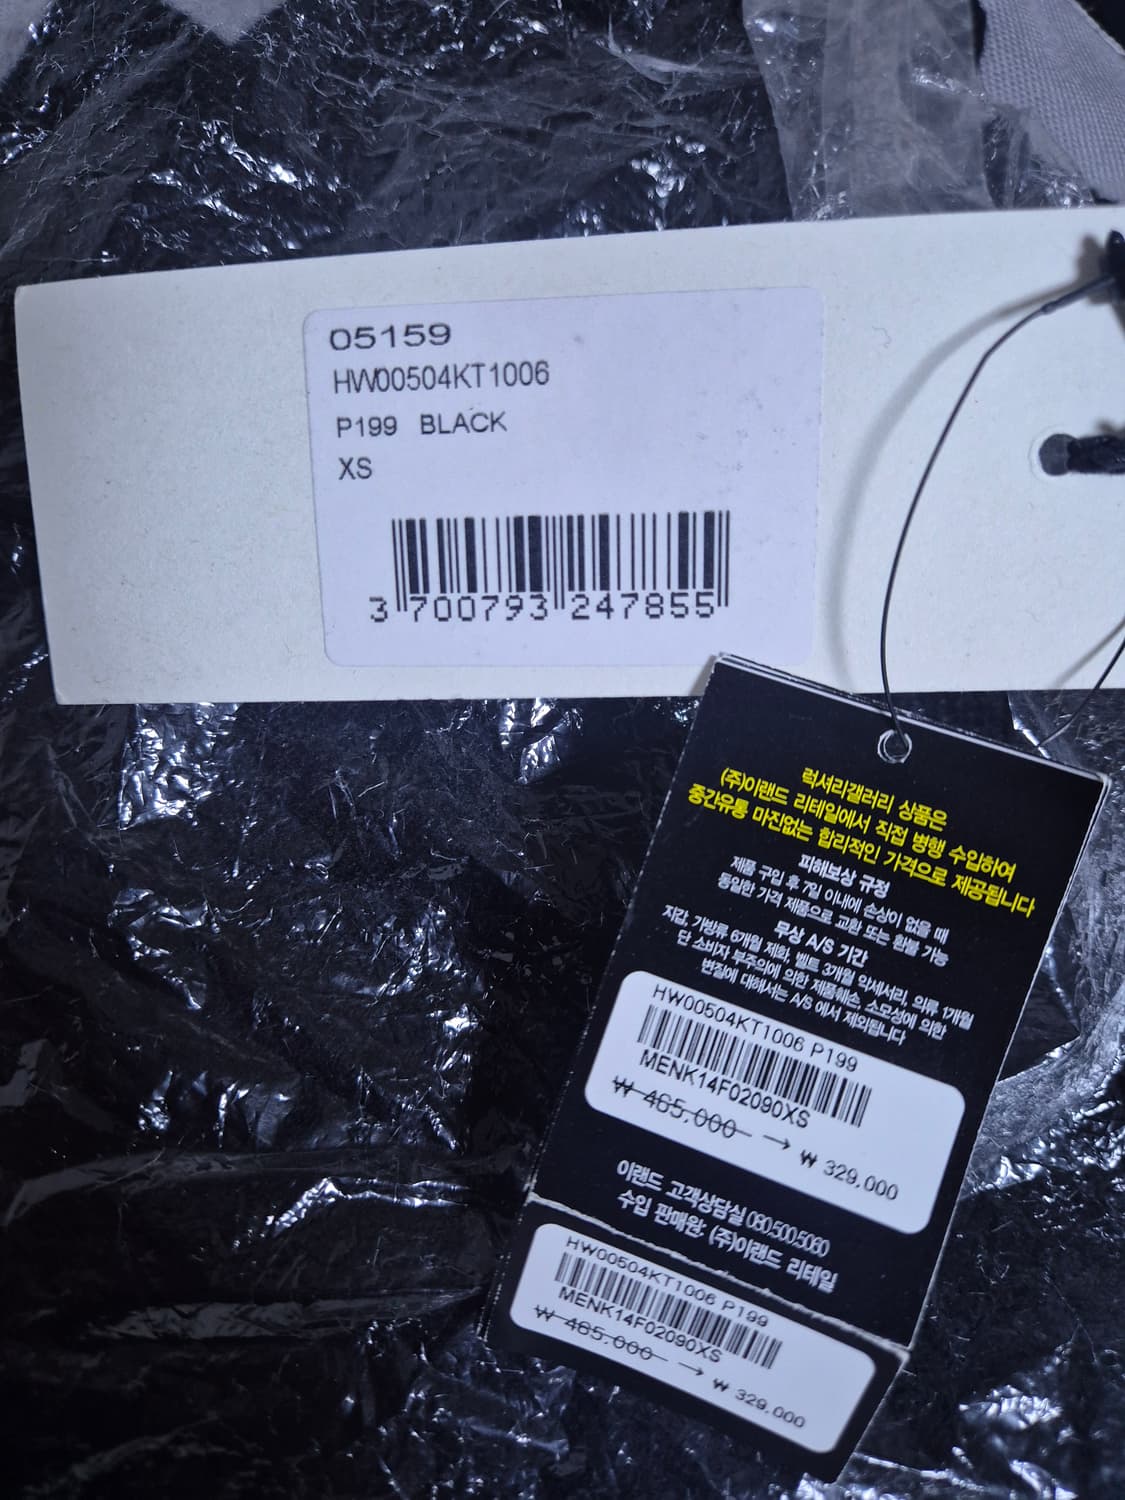 05159
HW00504KT1006
P199 BLACK
XS
3 700793 247855
럭셔리갤러리 상품은
(주)이랜드 리테일에서 직접 병행 수입하여
중간유통 마진없는 합리적인 가격으로 제공됩니다
피해보상 규정
제품 구입 후 7일 이내에 손상이 없을 때
동일한 가격 제품으로 교환 또는 환불 가능
무상 A/S 기간
지갑, 가방류 6개월 제화, 벨트 3개월 악세서리, 의류 1개월
단 소비자 부주의에 의한 제품훼손, 소모성에 의한
변질에 대해서는 A/S 에서 제외됩니다
HW00504KT1006 P199
MENK14F02090XS
₩ 465,000 → ₩ 329,000
이랜드 고객상담실 080.500.5060
수입 판매원: (주)이랜드 리테일
HW00504KT1006 P199
MENK14F02090XS
₩ 465,000 → ₩ 329,000